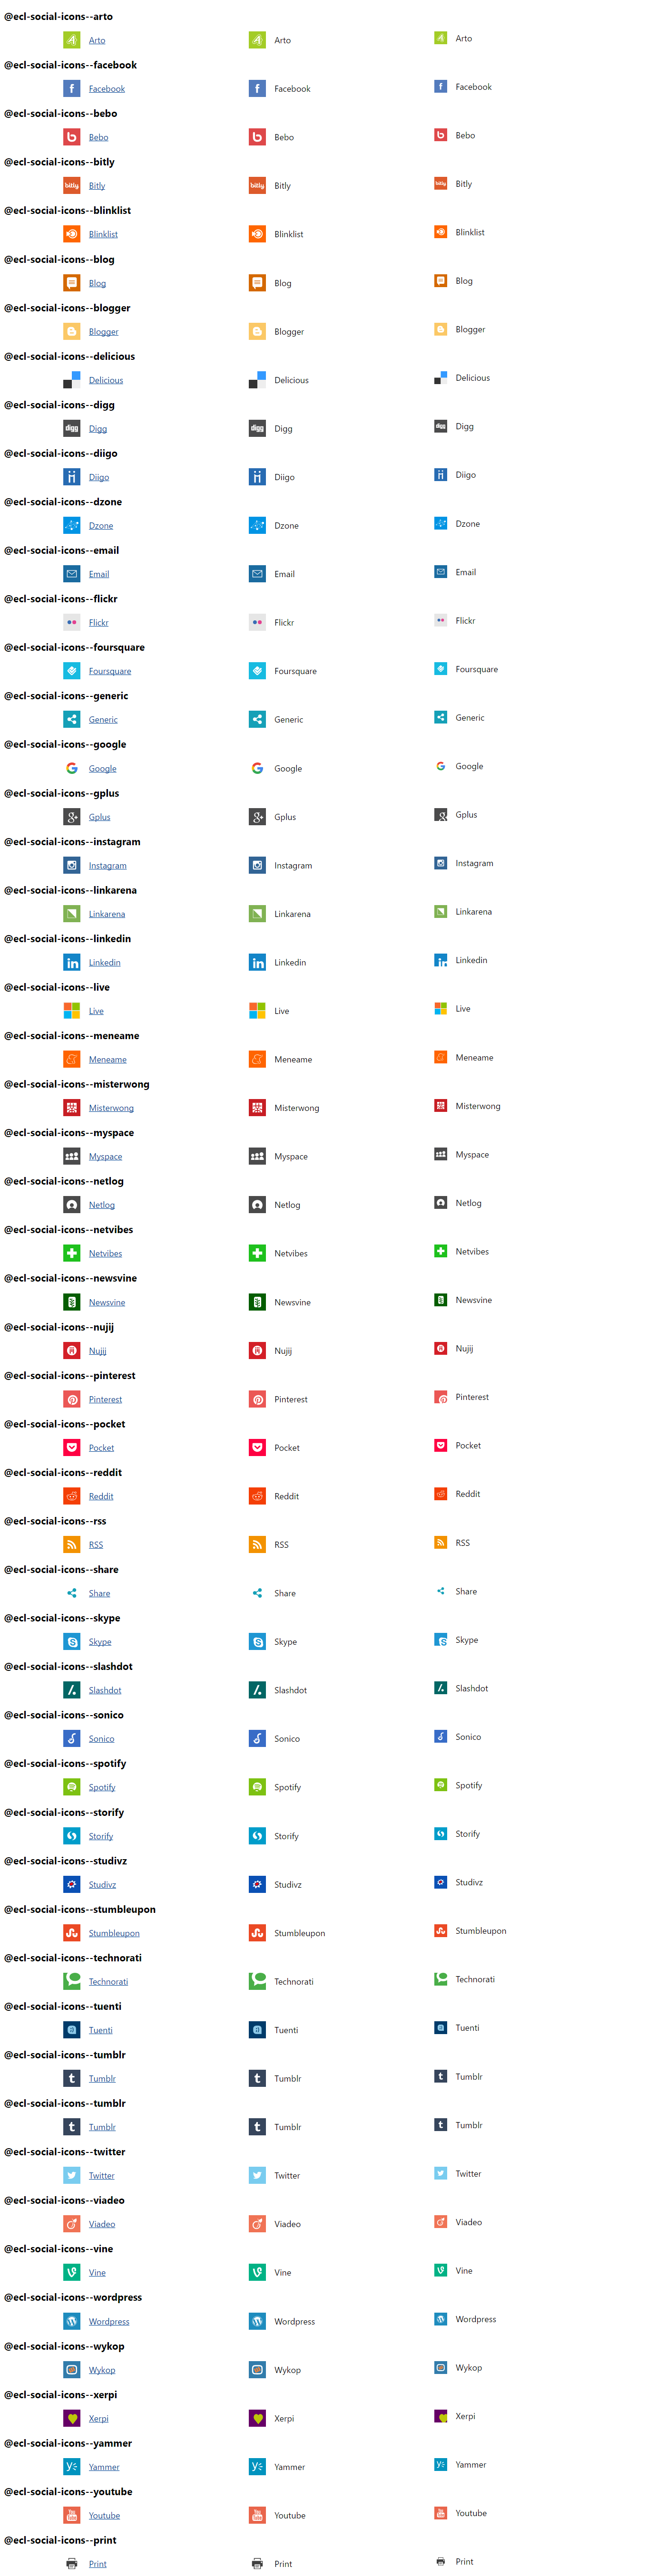 @ecl-social-icons--arto
Arto Arto Arto
@ecl-social-icons--facebook
Facebook Facebook Facebook
@ecl-social-icons--bebo
Bebo Bebo Bebo
@ecl-social-icons--bitly
bitly Bitly bitly Bitly bitly Bitly
@ecl-social-icons--blinklist
Blinklist Blinklist Blinklist
@ecl-social-icons--blog
Blog Blog Blog
@ecl-social-icons--blogger
Blogger Blogger Blogger
@ecl-social-icons--delicious
Delicious Delicious Delicious
@ecl-social-icons--digg
digg Digg digg Digg digg Digg
@ecl-social-icons--diigo
Diigo Diigo Diigo
@ecl-social-icons--dzone
Dzone Dzone Dzone
@ecl-social-icons--email
Email Email Email
@ecl-social-icons--flickr
Flickr Flickr Flickr
@ecl-social-icons--foursquare
Foursquare Foursquare Foursquare
@ecl-social-icons--generic
Generic Generic Generic
@ecl-social-icons--google
Google Google Google
@ecl-social-icons--gplus
Gplus Gplus Gplus
@ecl-social-icons--instagram
Instagram Instagram Instagram
@ecl-social-icons--linkarena
Linkarena Linkarena Linkarena
@ecl-social-icons--linkedin
in Linkedin in Linkedin in Linkedin
@ecl-social-icons--live
Live Live Live
@ecl-social-icons--meneame
Meneame Meneame Meneame
@ecl-social-icons--misterwong
Misterwong Misterwong Misterwong
@ecl-social-icons--myspace
Myspace Myspace Myspace
@ecl-social-icons--netlog
Netlog Netlog Netlog
@ecl-social-icons--netvibes
Netvibes Netvibes Netvibes
@ecl-social-icons--newsvine
Newsvine Newsvine Newsvine
@ecl-social-icons--nujij
Nujij Nujij Nujij
@ecl-social-icons--pinterest
Pinterest Pinterest Pinterest
@ecl-social-icons--pocket
Pocket Pocket Pocket
@ecl-social-icons--reddit
Reddit Reddit Reddit
@ecl-social-icons--rss
RSS RSS RSS
@ecl-social-icons--share
Share Share Share
@ecl-social-icons--skype
Skype Skype Skype
@ecl-social-icons--slashdot
Slashdot Slashdot Slashdot
@ecl-social-icons--sonico
Sonico Sonico Sonico
@ecl-social-icons--spotify
Spotify Spotify Spotify
@ecl-social-icons--storify
Storify Storify Storify
@ecl-social-icons--studivz
Studivz Studivz Studivz
@ecl-social-icons--stumbleupon
Stumbleupon Stumbleupon Stumbleupon
@ecl-social-icons--technorati
Technorati Technorati Technorati
@ecl-social-icons--tuenti
Tuenti Tuenti Tuenti
@ecl-social-icons--tumblr
Tumblr Tumblr Tumblr
@ecl-social-icons--tumblr
Tumblr Tumblr Tumblr
@ecl-social-icons--twitter
Twitter Twitter Twitter
@ecl-social-icons--viadeo
Viadeo Viadeo Viadeo
@ecl-social-icons--vine
Vine Vine Vine
@ecl-social-icons--wordpress
Wordpress Wordpress Wordpress
@ecl-social-icons--wykop
Wykop Wykop Wykop
@ecl-social-icons--xerpi
Xerpi Xerpi Xerpi
@ecl-social-icons--yammer
Yammer Yammer Yammer
@ecl-social-icons--youtube
You Tube Youtube You Tube Youtube You Tube Youtube
@ecl-social-icons--print
Print Print Print